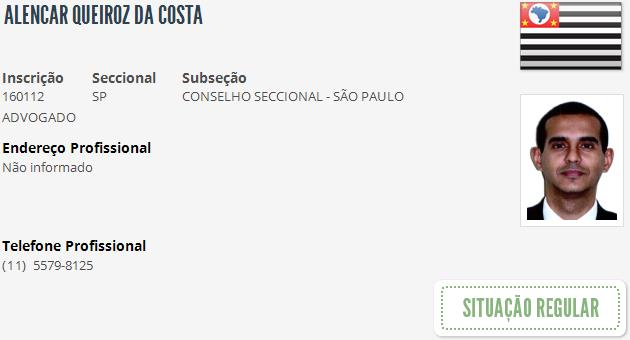 ALENCAR QUEIROZ DA COSTA
Inscrição Seccional Subseção
160112 SP CONSELHO SECCIONAL - SÃO PAULO
ADVOGADO
Endereço Profissional
Não informado
Telefone Profissional
(11) 5579-8125
SITUAÇÃO REGULAR